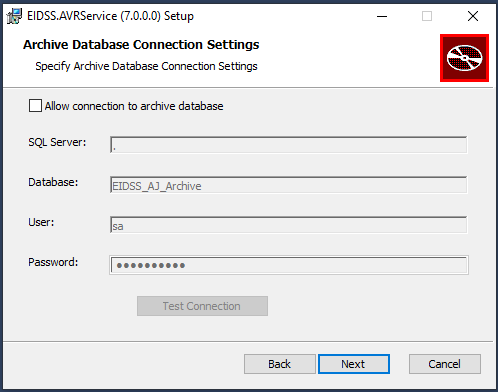 EIDSS.AVRService (7.0.0.0) Setup
Archive Database Connection Settings
Specify Archive Database Connection Settings
Allow connection to archive database
SQL Server:
.
Database:
EIDSS_AJ_Archive
User:
sa
Password:
●●●●●●●●●●
Test Connection
Back Next Cancel